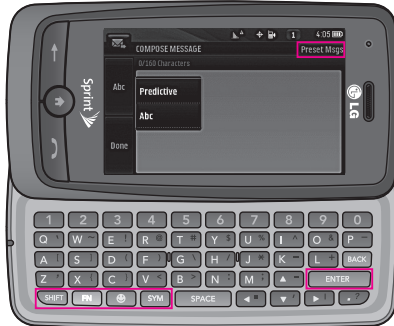 1 4:05
COMPOSE MESSAGE Preset Msgs
0/160 Characters
Abc
Predictive
Abc
Done
Sprint
LG
1 2 3 4 5 6 7 8 9 0
Q W ~ E ! R @ T # Y $ U % I ^ O & P
A S D F G \ H / J * K - L + BACK
Z X ( C ) V < B > N : M ; ENTER
SHIFT FN SYM SPACE . ?